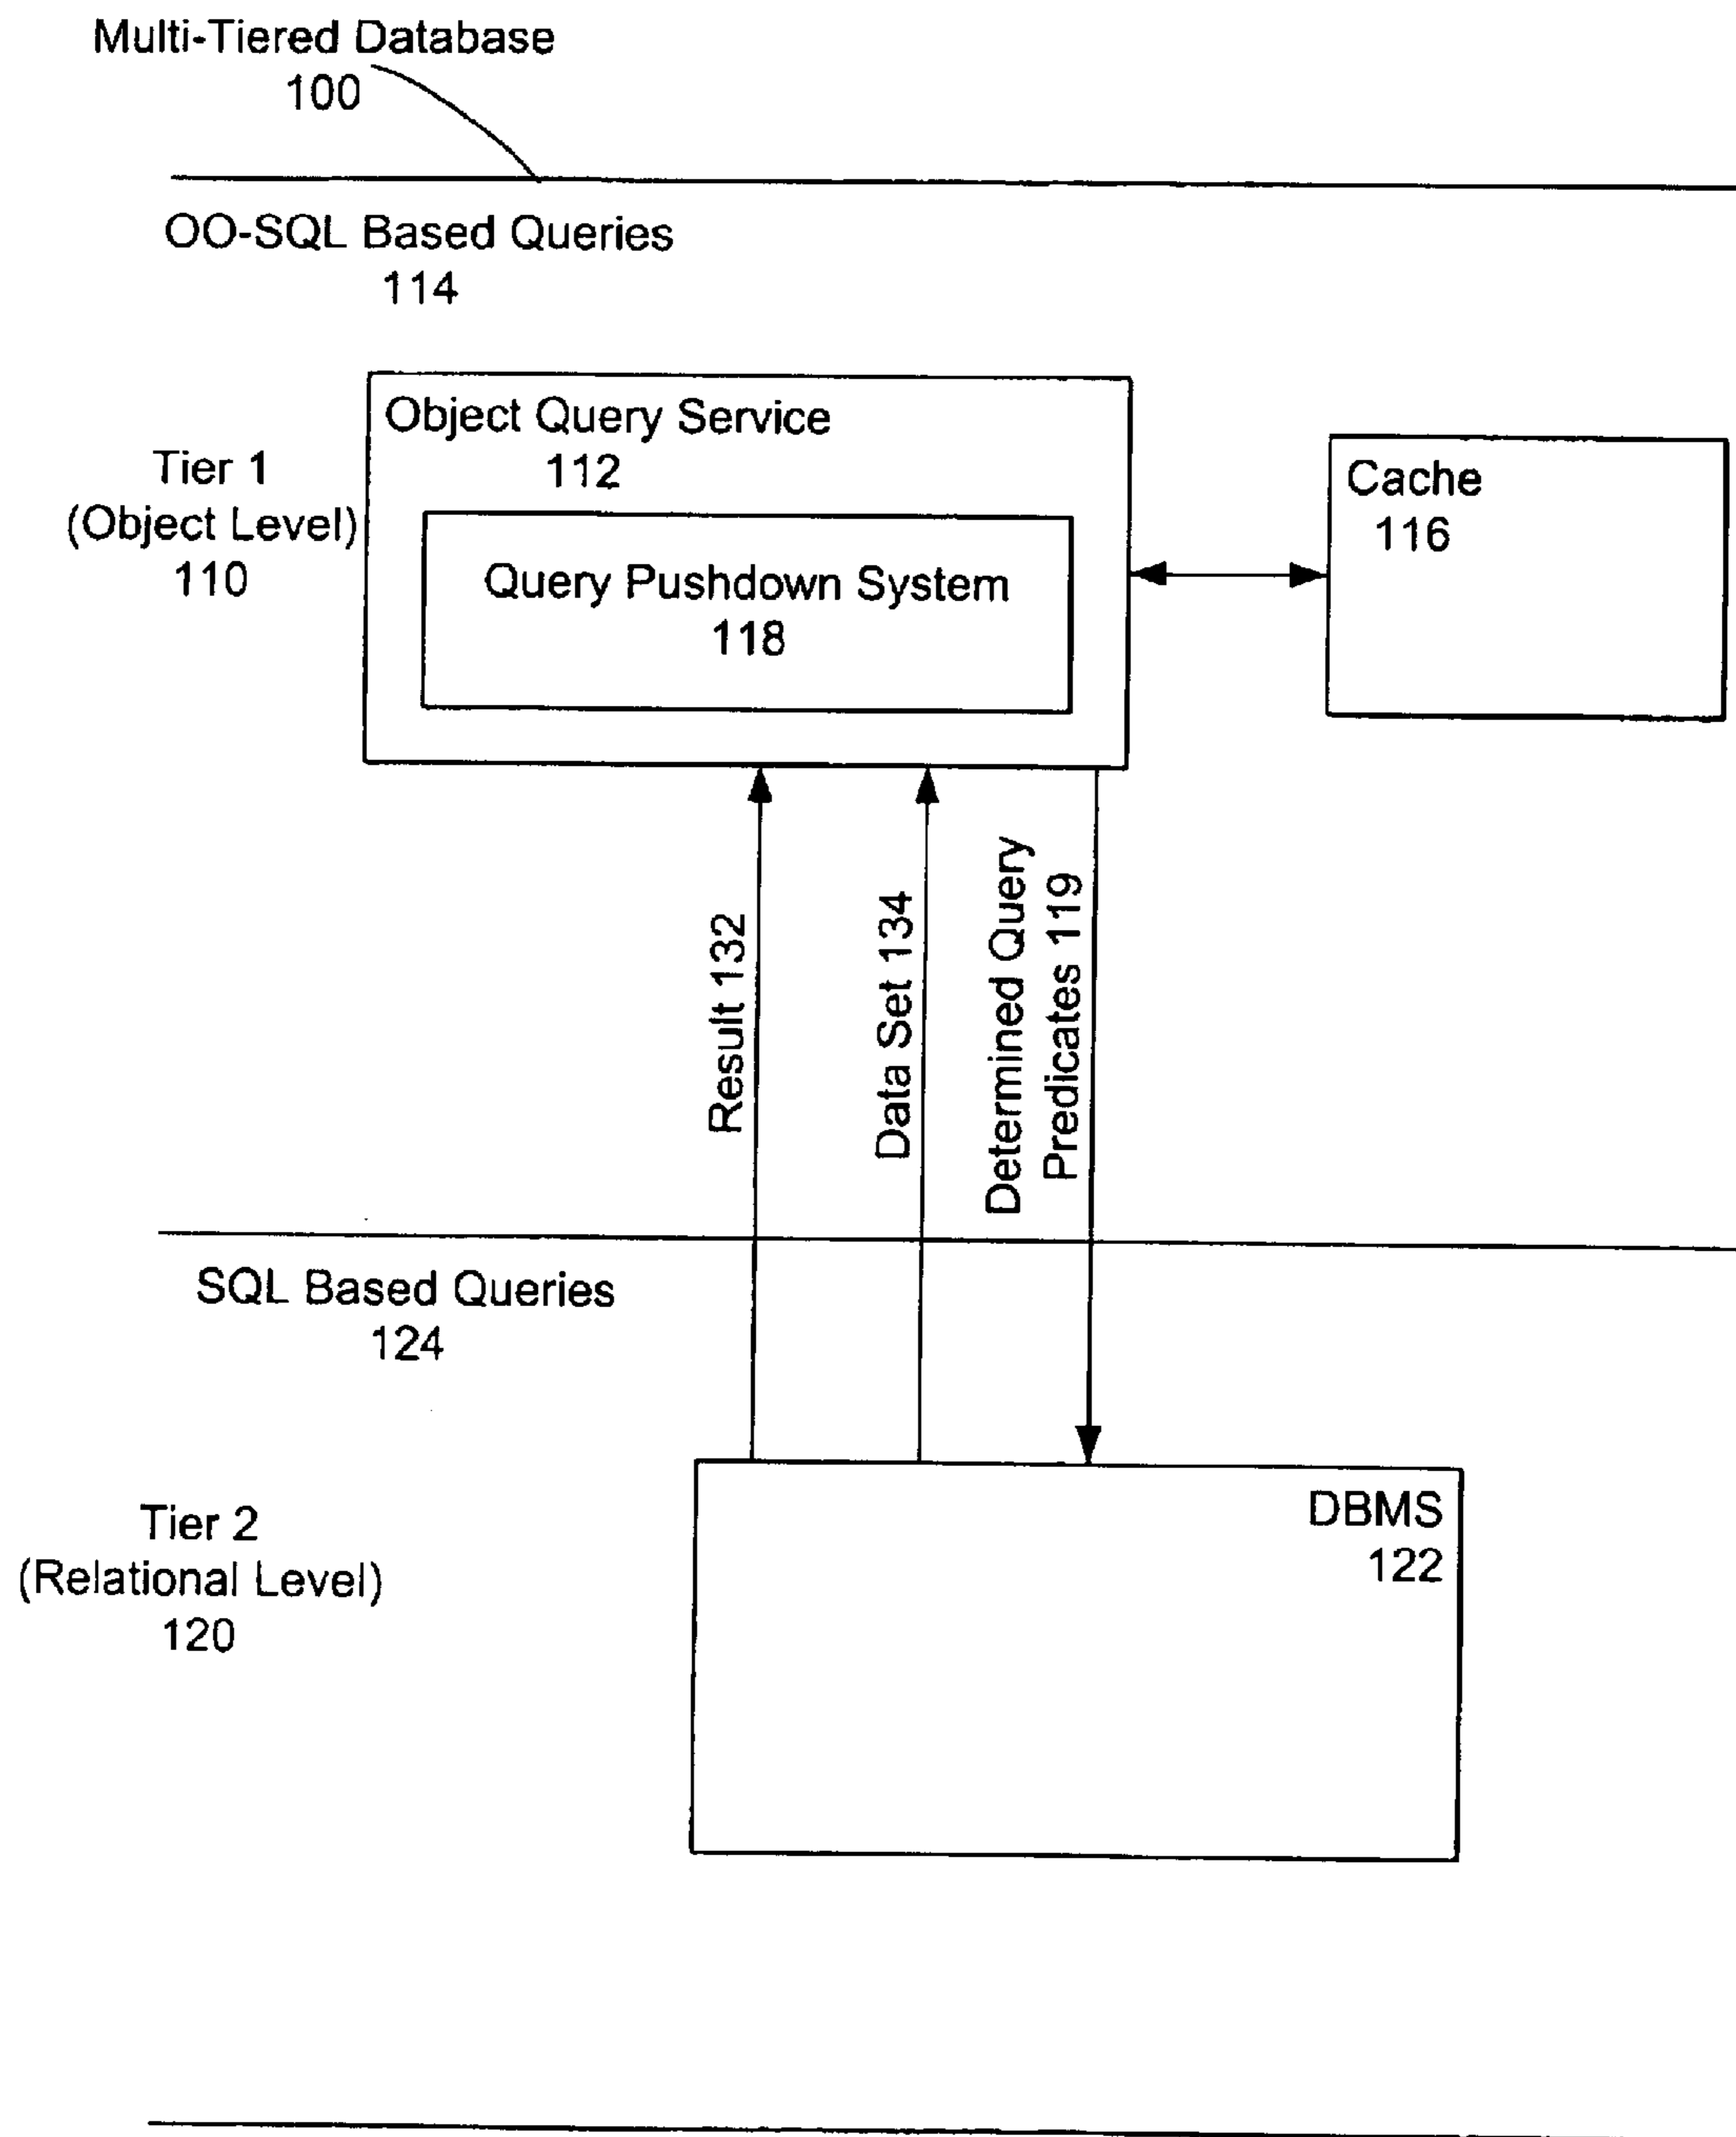 Multi-Tiered Database
100
OO-SQL Based Queries
114
Object Query Service
112
Tier 1
(Object Level)
110
Query Pushdown System
118
Cache
116
Result 132
Data Set 134
Determined Query
Predicates 119
SQL Based Queries
124
Tier 2
(Relational Level)
120
DBMS
122